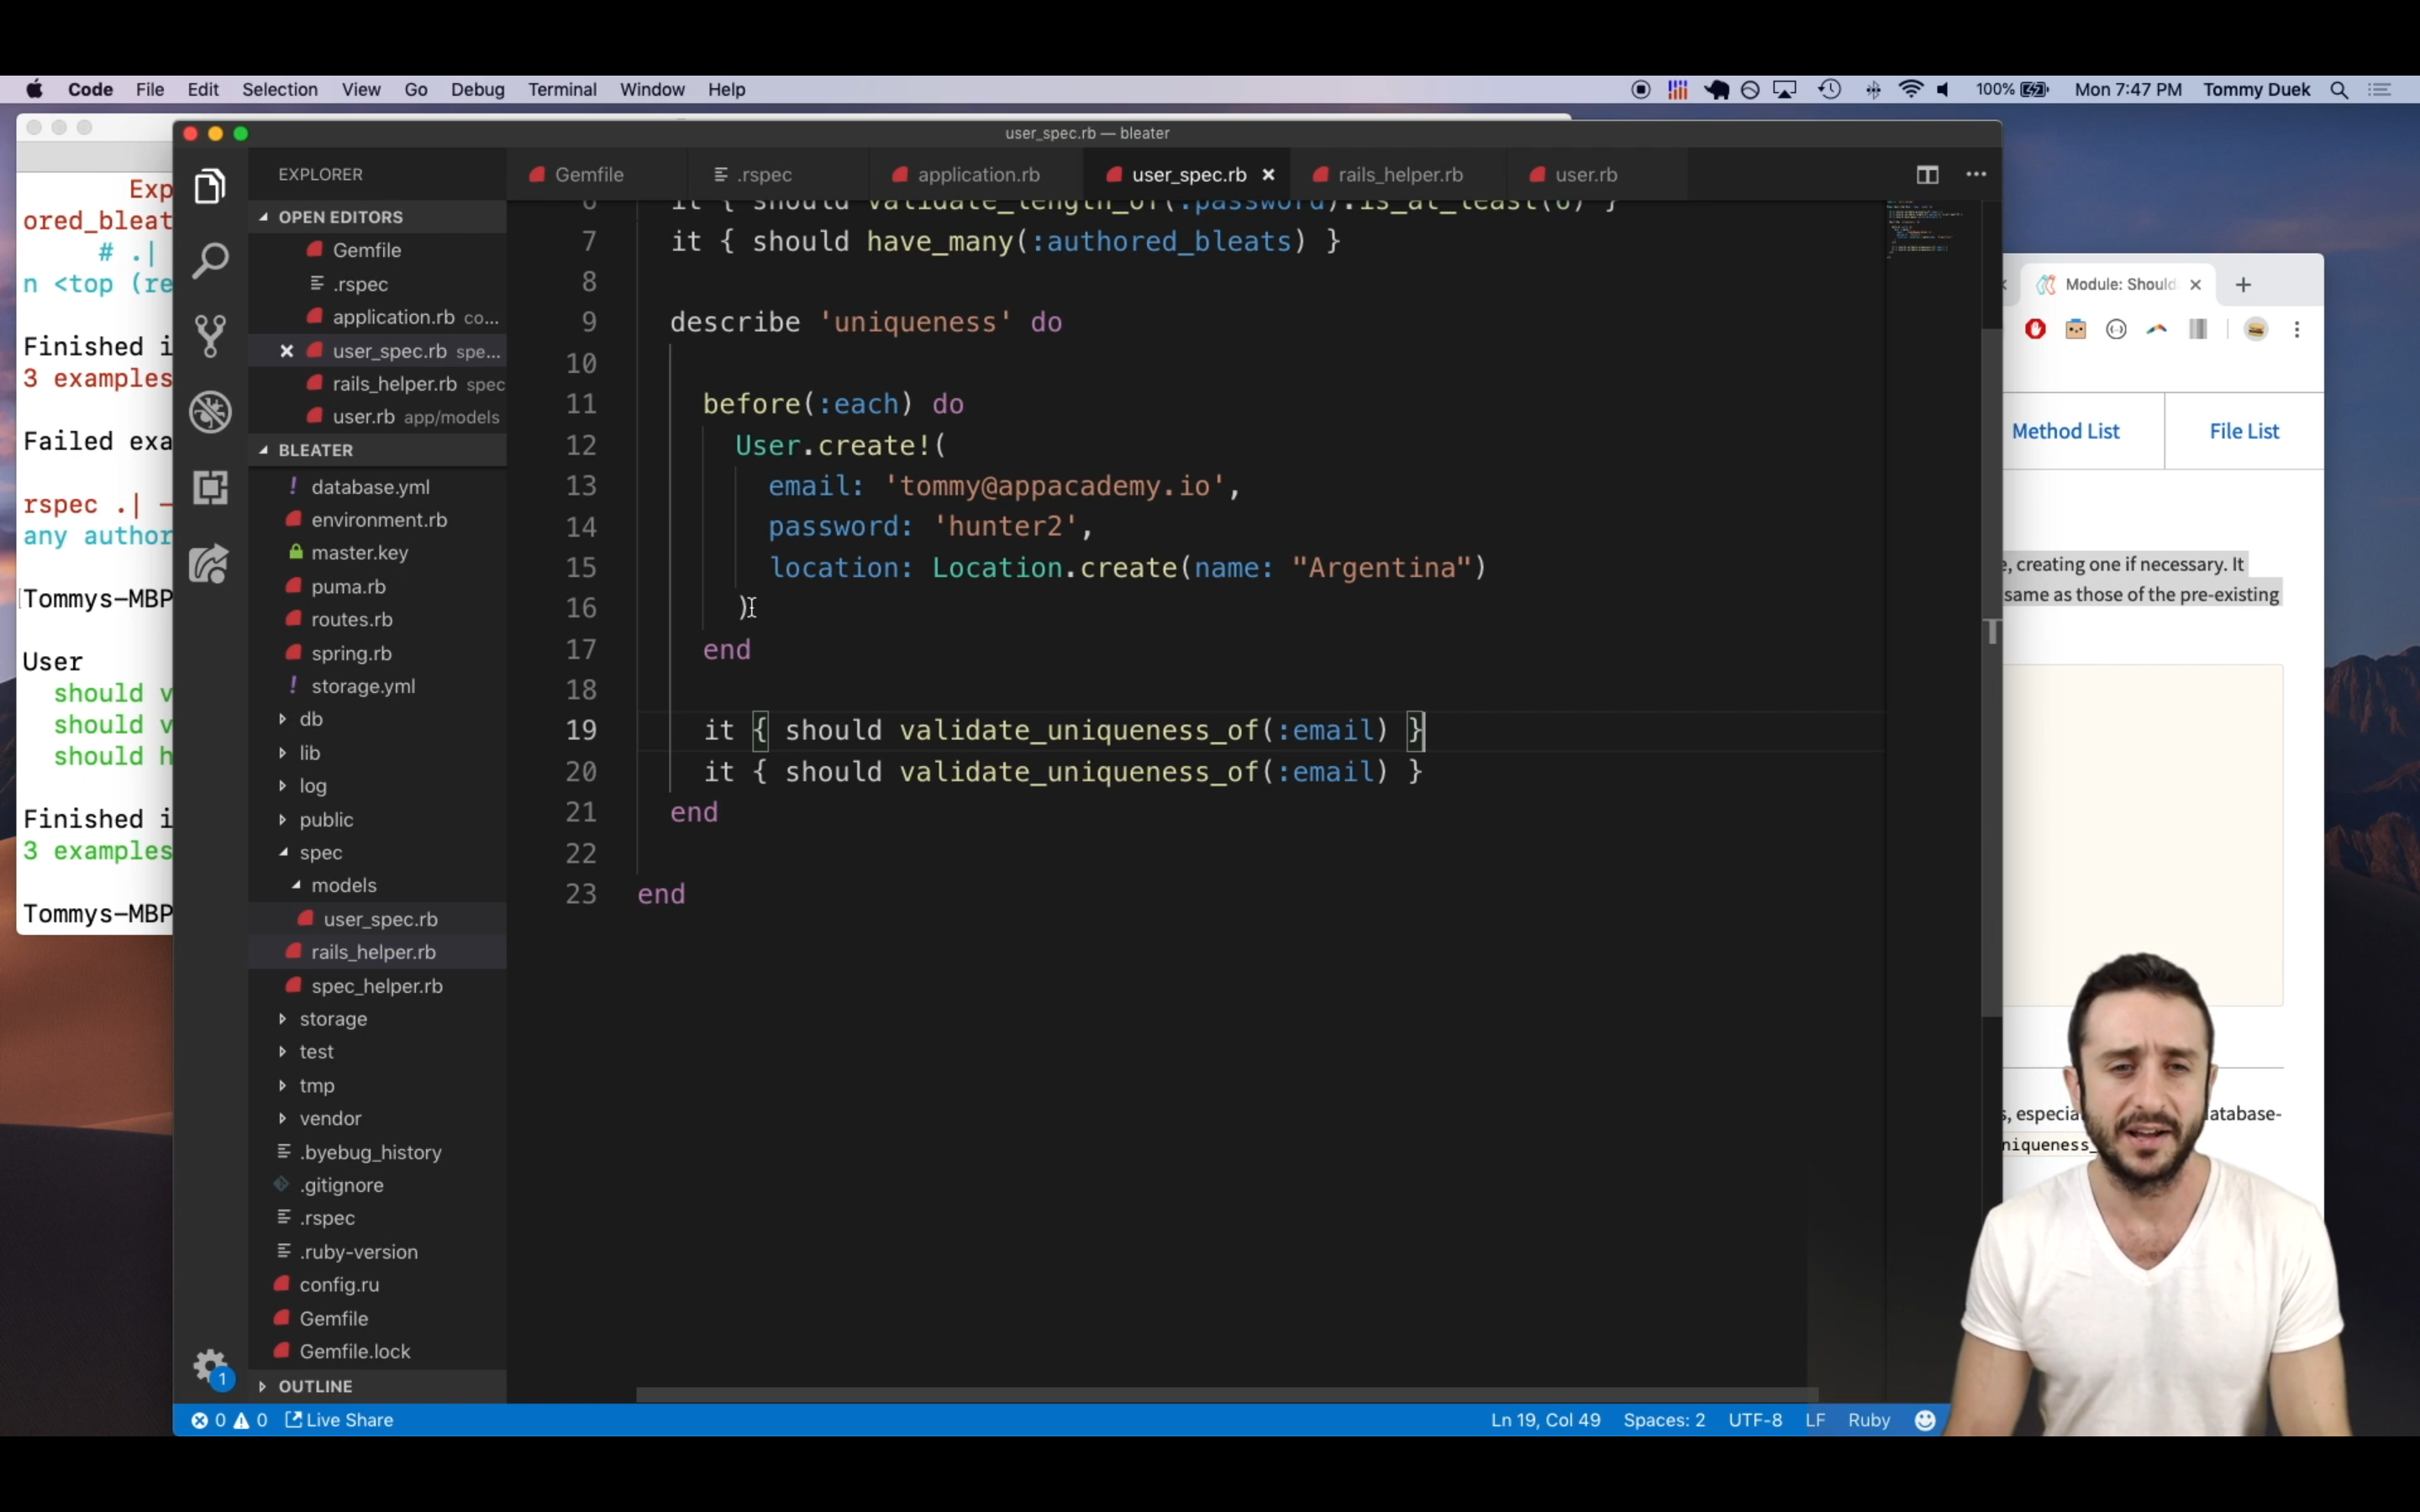 Code File Edit Selection View Go Debug Terminal Window Help 100% Mon 7:47 PM Tommy Duek
user_spec.rb — bleater
EXPLORER
Gemfile .rspec application.rb user_spec.rb rails_helper.rb user.rb
OPEN EDITORS
Gemfile
.rspec
application.rb co...
user_spec.rb spe...
rails_helper.rb spec
user.rb app/models
BLEATER
database.yml
environment.rb
master.key
puma.rb
routes.rb
spring.rb
storage.yml
db
lib
log
public
spec
models
user_spec.rb
rails_helper.rb
spec_helper.rb
storage
test
tmp
vendor
.byebug_history
.gitignore
.rspec
.ruby-version
config.ru
Gemfile
Gemfile.lock
OUTLINE
6 it { should validate_length_of(:password).is_at_least(6) }
7 it { should have_many(:authored_bleats) }
8
9 describe 'uniqueness' do
10
11 before(:each) do
12 User.create!(
13 email: 'tommy@appacademy.io',
14 password: 'hunter2',
15 location: Location.create(name: "Argentina")
16 )
17 end
18
19 it { should validate_uniqueness_of(:email) }
20 it { should validate_uniqueness_of(:email) }
21 end
22
23 end
Exp
ored_bleat
# .|
n <top (re
Finished i
3 examples
Failed exa
rspec .| —
any author
Tommys-MBP
User
should v
should v
should h
Finished i
3 examples
Tommys-MBP
Module: Should
Method List File List
e, creating one if necessary. It
same as those of the pre-existing
s, especia atabase-
niqueness_
1
0 0 Live Share Ln 19, Col 49 Spaces: 2 UTF-8 LF Ruby